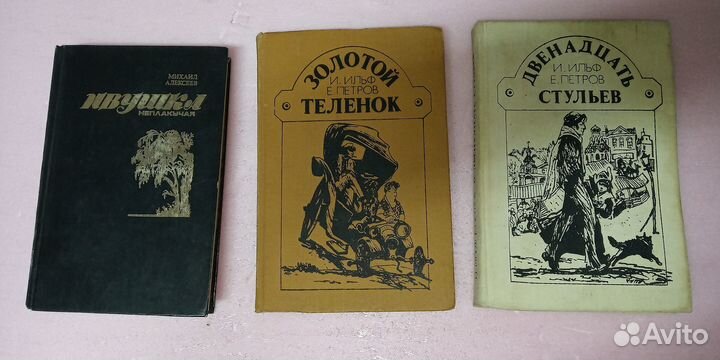 МИХАИЛ
АЛЕКСЕЕВ
ИВУШКА
НЕПЛАКУЧАЯ
ЗОЛОТОЙ
И. ИЛЬФ
Е. ПЕТРОВ
ТЕЛЕНОК
ДВЕНАДЦАТЬ
И. ИЛЬФ
Е. ПЕТРОВ
СТУЛЬЕВ
Avito